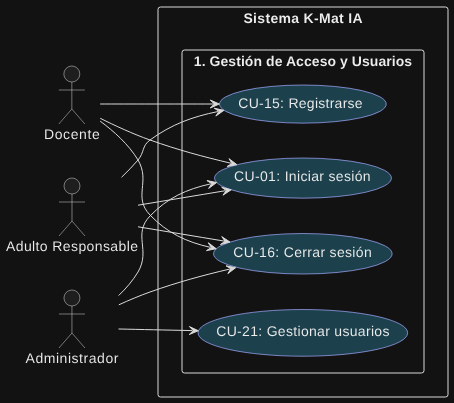 Sistema K-Mat IA
1. Gestión de Acceso y Usuarios
CU-15: Registrarse
Docente
CU-01: Iniciar sesión
Adulto Responsable
CU-16: Cerrar sesión
CU-21: Gestionar usuarios
Administrador